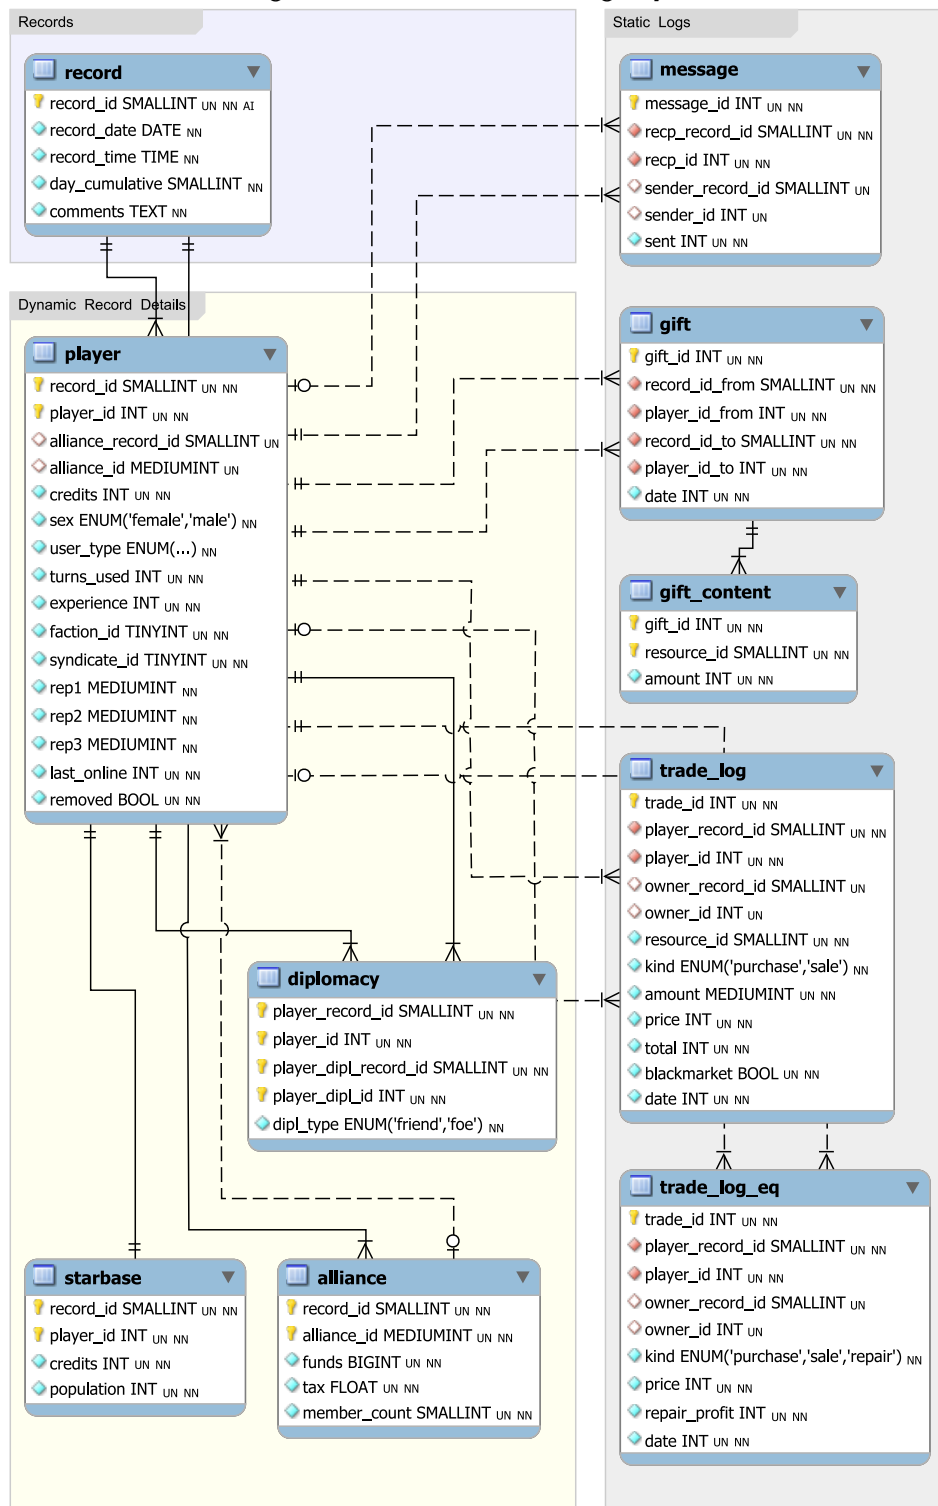 Records
record
record_id SMALLINT UN NN AI
record_date DATE NN
record_time TIME NN
day_cumulative SMALLINT NN
comments TEXT NN
Dynamic Record Details
player
record_id SMALLINT UN NN
player_id INT UN NN
alliance_record_id SMALLINT UN
alliance_id MEDIUMINT UN
credits INT UN NN
sex ENUM('female','male') NN
user_type ENUM(...) NN
turns_used INT UN NN
experience INT UN NN
faction_id TINYINT UN NN
syndicate_id TINYINT UN NN
rep1 MEDIUMINT NN
rep2 MEDIUMINT NN
rep3 MEDIUMINT NN
last_online INT UN NN
removed BOOL UN NN
diplomacy
player_record_id SMALLINT UN NN
player_id INT UN NN
player_dipl_record_id SMALLINT UN NN
player_dipl_id INT UN NN
dipl_type ENUM('friend','foe') NN
starbase
record_id SMALLINT UN NN
player_id INT UN NN
credits INT UN NN
population INT UN NN
alliance
record_id SMALLINT UN NN
alliance_id MEDIUMINT UN NN
funds BIGINT UN NN
tax FLOAT UN NN
member_count SMALLINT UN NN
Static Logs
message
message_id INT UN NN
recp_record_id SMALLINT UN NN
recp_id INT UN NN
sender_record_id SMALLINT UN
sender_id INT UN
sent INT UN NN
gift
gift_id INT UN NN
record_id_from SMALLINT UN NN
player_id_from INT UN NN
record_id_to SMALLINT UN NN
player_id_to INT UN NN
date INT UN NN
gift_content
gift_id INT UN NN
resource_id SMALLINT UN NN
amount INT UN NN
trade_log
trade_id INT UN NN
player_record_id SMALLINT UN NN
player_id INT UN NN
owner_record_id SMALLINT UN
owner_id INT UN
resource_id SMALLINT UN NN
kind ENUM('purchase','sale') NN
amount MEDIUMINT UN NN
price INT UN NN
total INT UN NN
blackmarket BOOL UN NN
date INT UN NN
trade_log_eq
trade_id INT UN NN
player_record_id SMALLINT UN NN
player_id INT UN NN
owner_record_id SMALLINT UN
owner_id INT UN
kind ENUM('purchase','sale','repair') NN
price INT UN NN
repair_profit INT UN NN
date INT UN NN